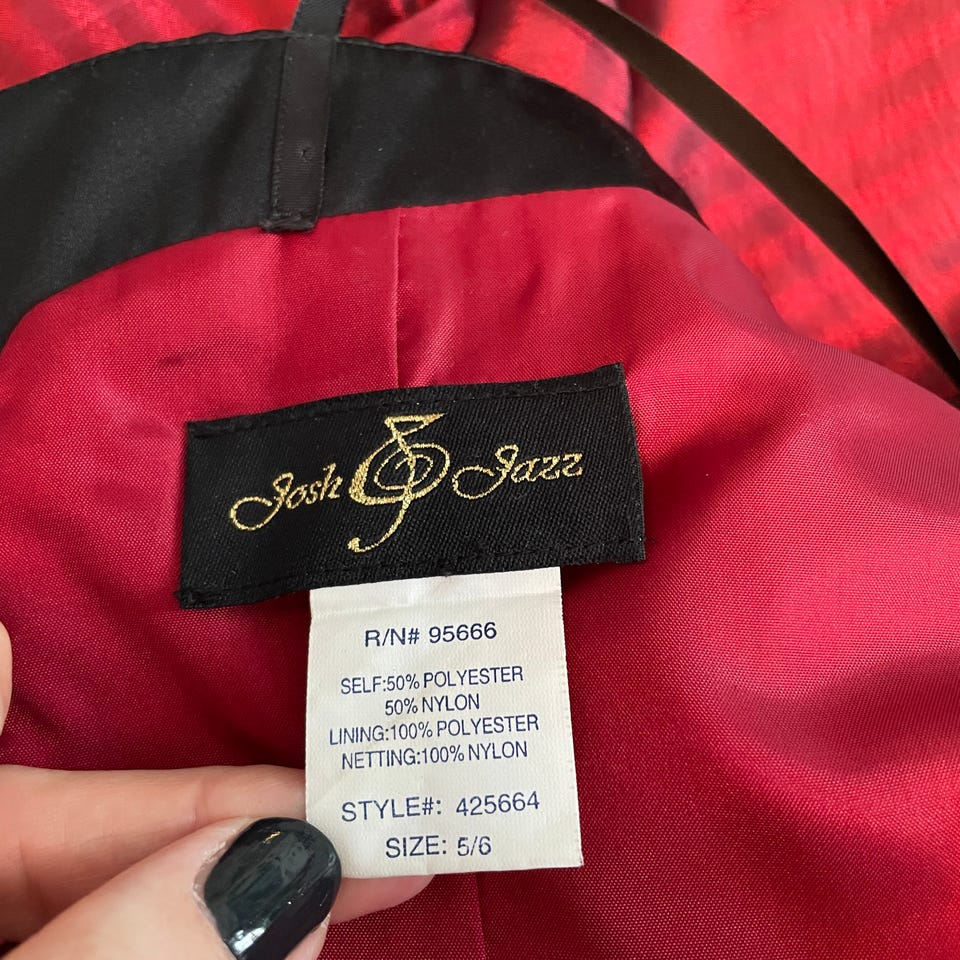 Josh & Jazz
R/N# 95666
SELF:50% POLYESTER
50% NYLON
LINING:100% POLYESTER
NETTING:100% NYLON
STYLE#: 425664
SIZE: 5/6